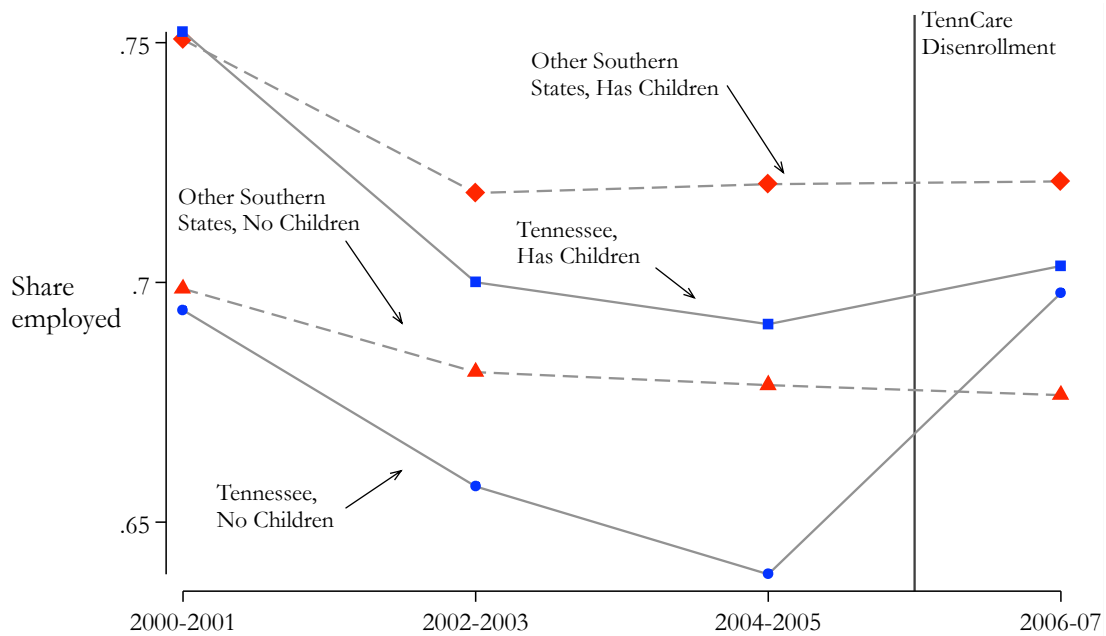 TennCare
Disenrollment
.75
Other Southern
States, Has Children
Other Southern
States, No Children
Tennessee,
Has Children
.7
Share
employed
Tennessee,
No Children
.65
2000-2001
2002-2003
2004-2005
2006-07